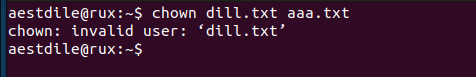 aestdile@rux:~$ chown dill.txt aaa.txt
chown: invalid user: ‘dill.txt’
aestdile@rux:~$